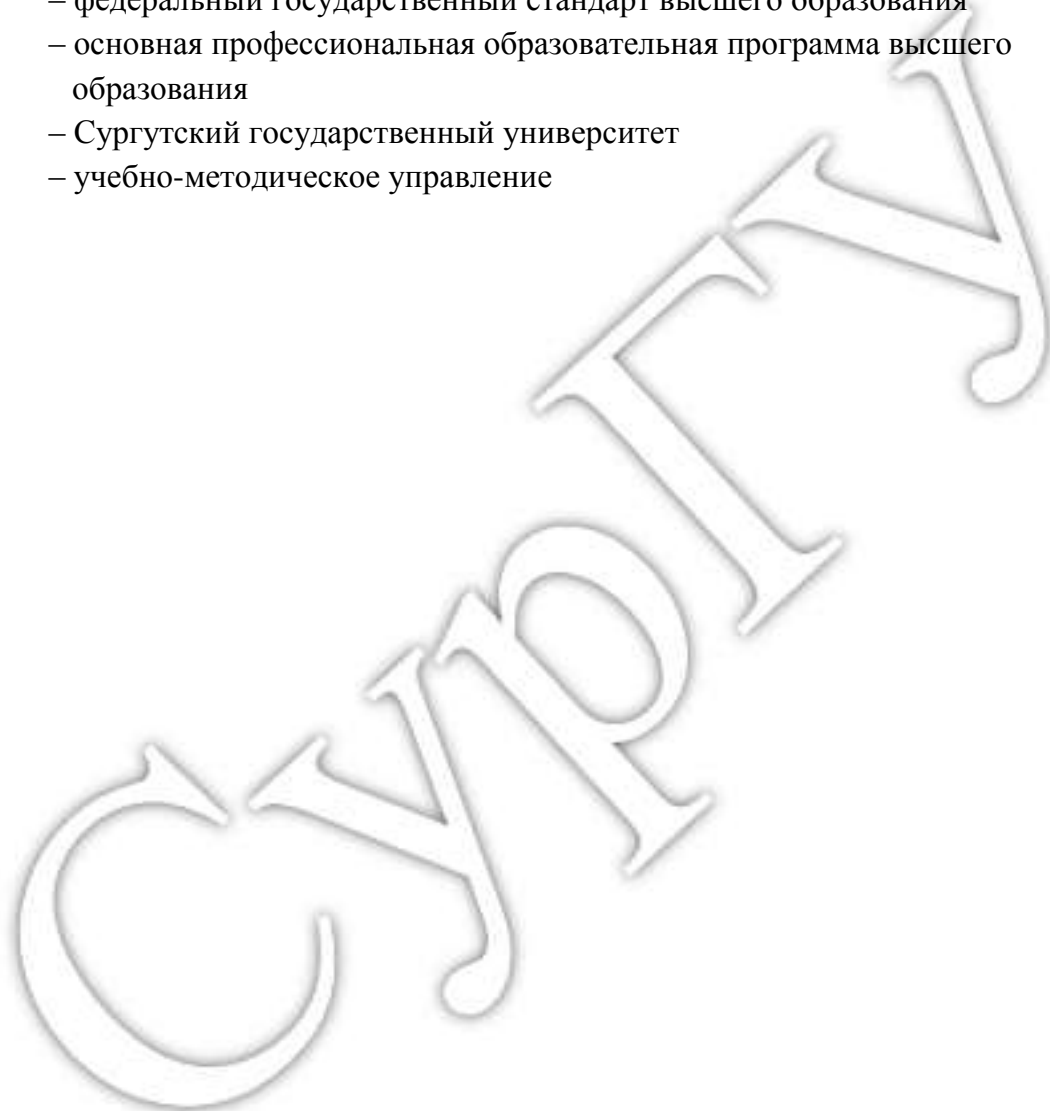 – федеральный государственный стандарт высшего образования
– основная профессиональная образовательная программа высшего
образования
– Сургутский государственный университет
– учебно-методическое управление
СурГУ